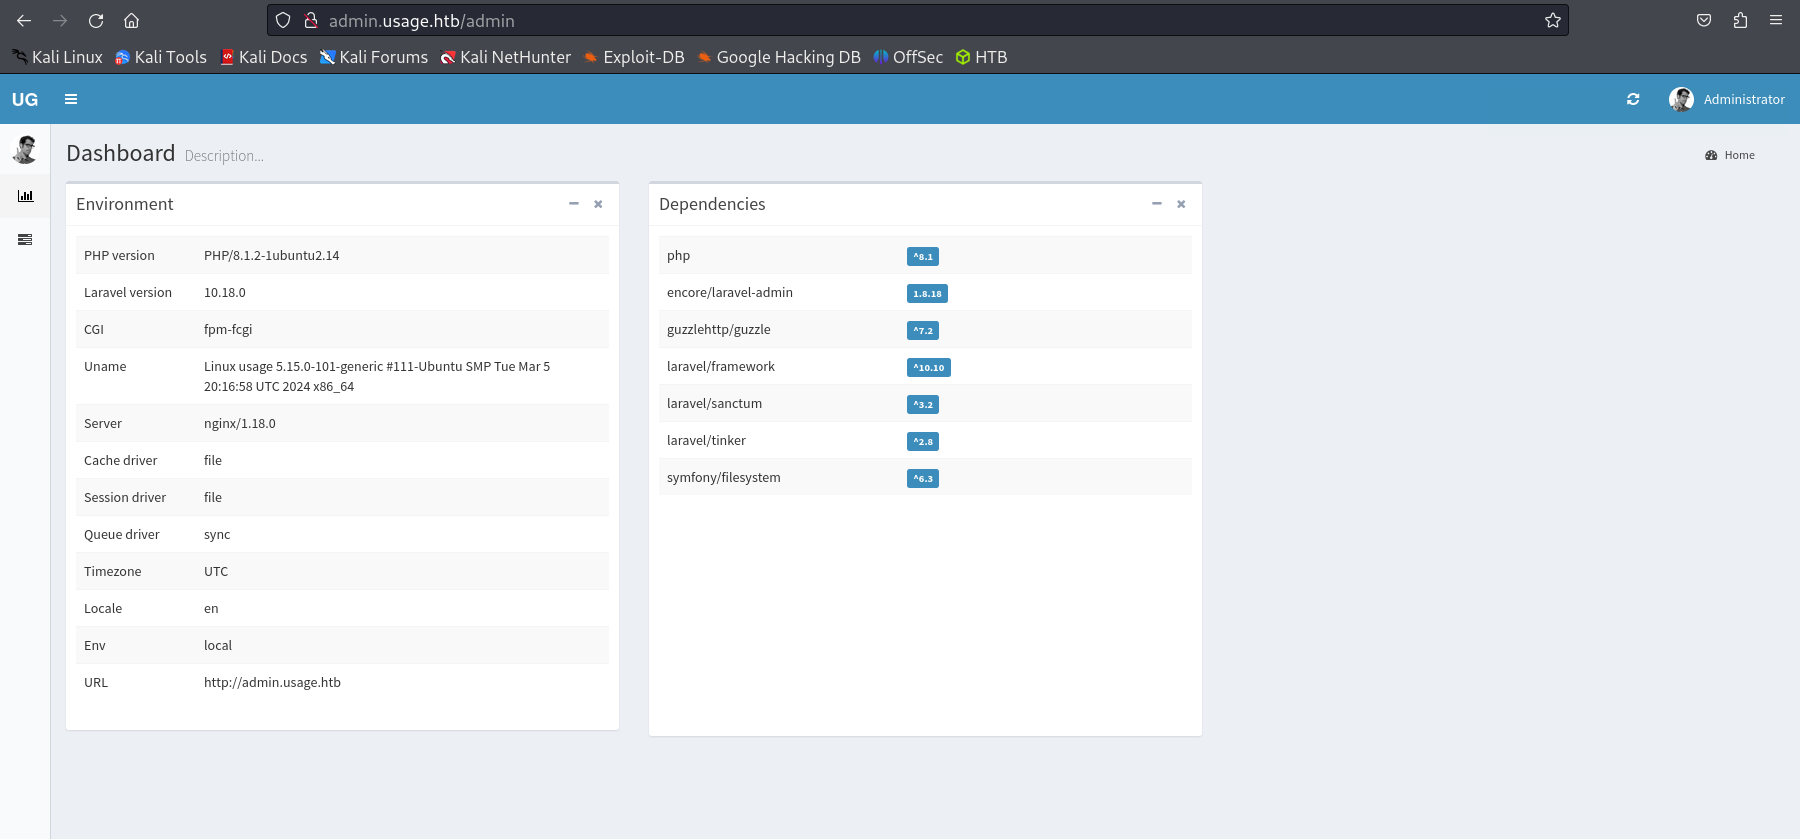 admin.usage.htb/admin
Kali Linux Kali Tools Kali Docs Kali Forums Kali NetHunter Exploit-DB Google Hacking DB OffSec HTB
UG Administrator
Dashboard Description...
Home
Environment
PHP version PHP/8.1.2-1ubuntu2.14
Laravel version 10.18.0
CGI fpm-fcgi
Uname Linux usage 5.15.0-101-generic #111-Ubuntu SMP Tue Mar 5
20:16:58 UTC 2024 x86_64
Server nginx/1.18.0
Cache driver file
Session driver file
Queue driver sync
Timezone UTC
Locale en
Env local
URL http://admin.usage.htb
Dependencies
php ^8.1
encore/laravel-admin 1.8.18
guzzlehttp/guzzle ^7.2
laravel/framework ^10.10
laravel/sanctum ^3.2
laravel/tinker ^2.8
symfony/filesystem ^6.3